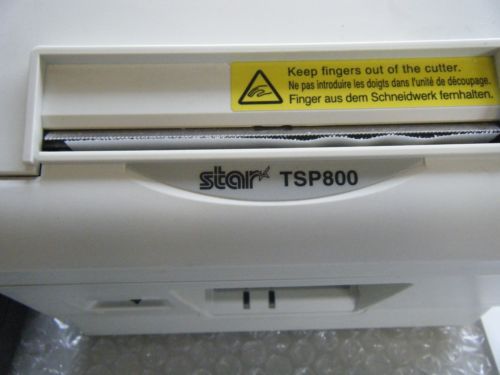 Keep fingers out of the cutter.
Ne pas introduire les doigts dans l'unité de découpage.
Finger aus dem Schneidwerk fernhalten.
star TSP800